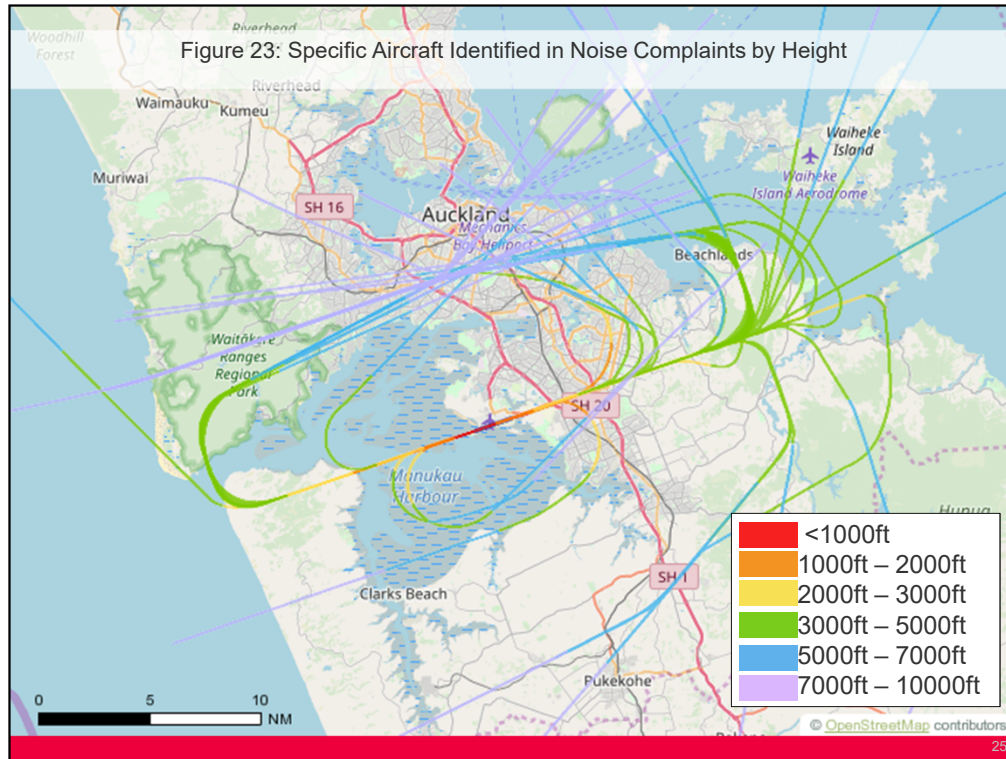 Riverhead
Woodhill
Forest
Figure 23: Specific Aircraft Identified in Noise Complaints by Height
Riverhead
Waimauku
Kumeu
Muriwai
SH 16
Auckland
Mechanics
Bay Heliport
Waiheke
Island
Waiheke
Island Aerodrome
Beachlands
Waitākere
Ranges
Regional
Park
SH 20
Manukau
Harbour
Hunua
Clarks Beach
SH 1
Pukekohe
<1000ft
1000ft – 2000ft
2000ft – 3000ft
3000ft – 5000ft
5000ft – 7000ft
7000ft – 10000ft
0 5 10
NM
© OpenStreetMap contributors
25